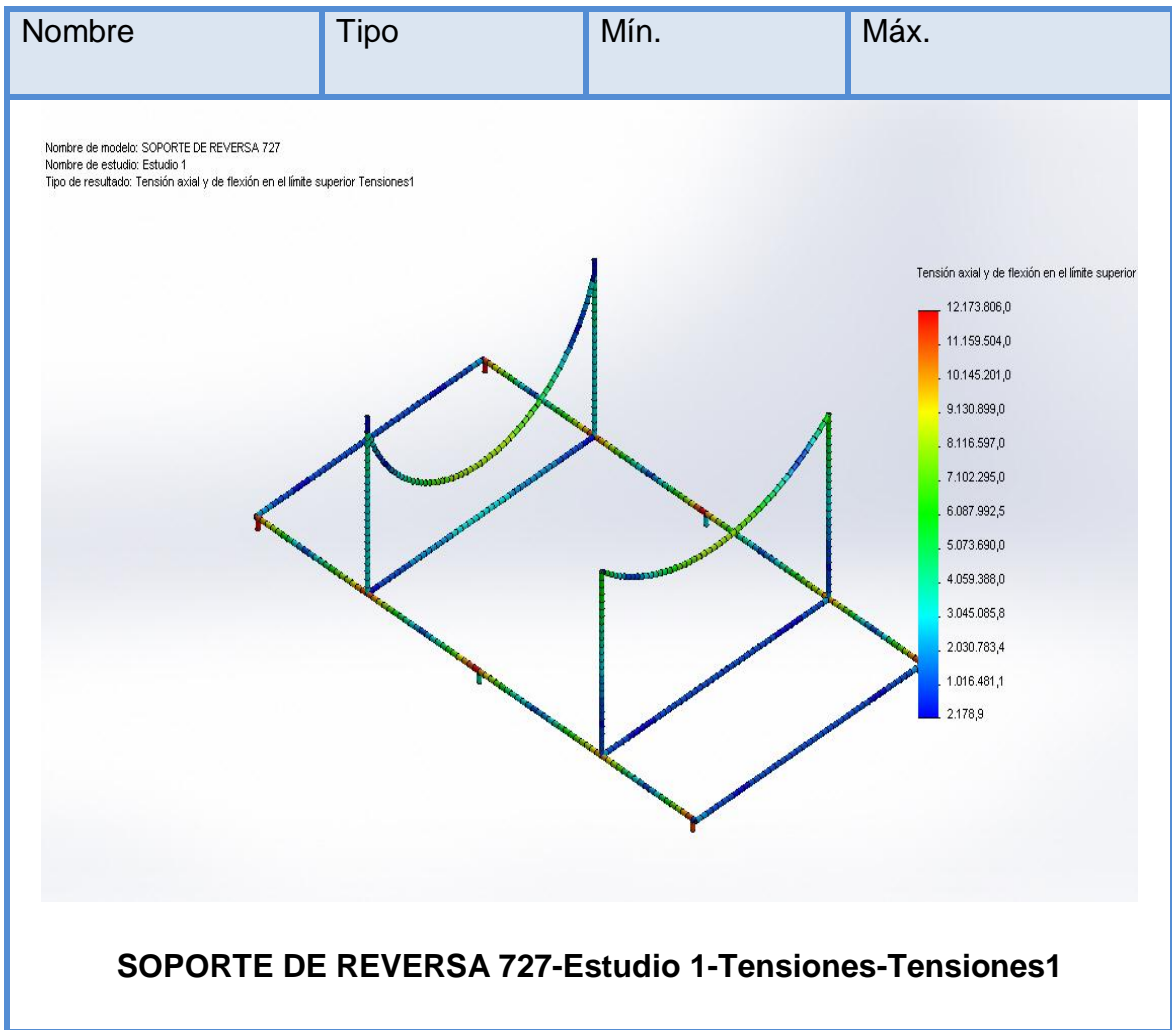 Nombre Tipo Mín. Máx.
Nombre de modelo: SOPORTE DE REVERSA 727
Nombre de estudio: Estudio 1
Tipo de resultado: Tensión axial y de flexión en el límite superior Tensiones1
Tensión axial y de flexión en el límite superior
12.173.806,0
11.159.504,0
10.145.201,0
9.130.899,0
8.116.597,0
7.102.295,0
6.087.992,5
5.073.690,0
4.059.388,0
3.045.085,8
2.030.783,4
1.016.481,1
2.178,9
SOPORTE DE REVERSA 727-Estudio 1-Tensiones-Tensiones1